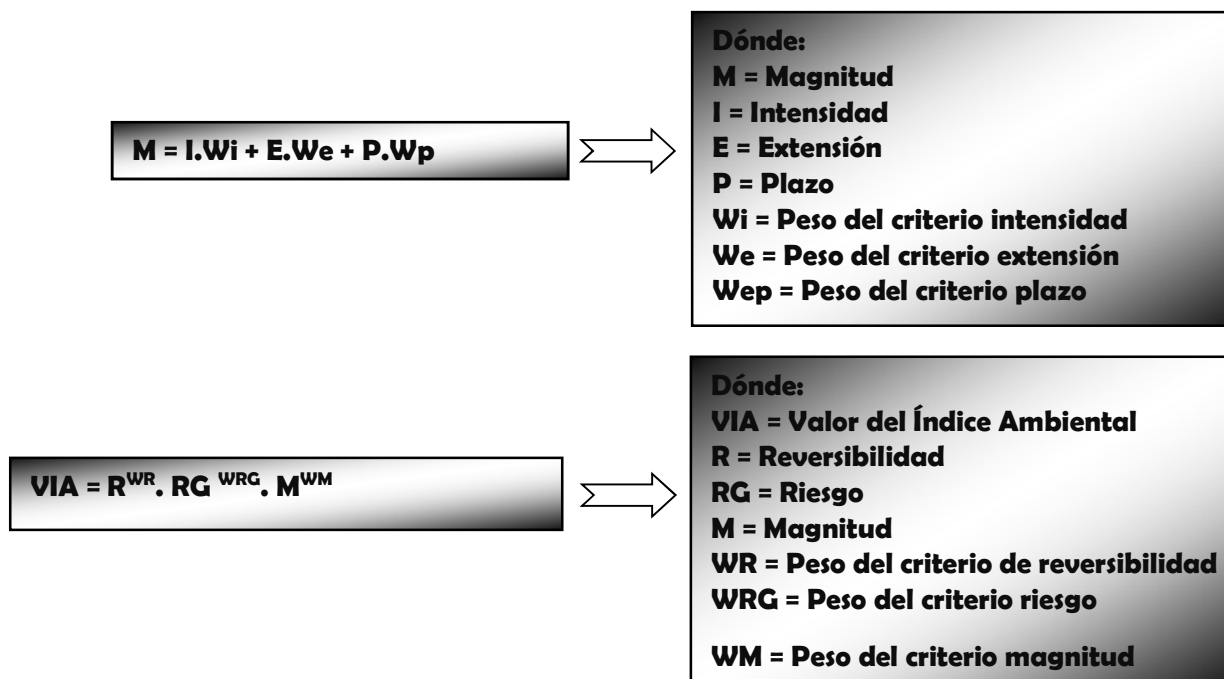 M = I.Wi + E.We + P.Wp
Dónde:
M = Magnitud
I = Intensidad
E = Extensión
P = Plazo
Wi = Peso del criterio intensidad
We = Peso del criterio extensión
Wep = Peso del criterio plazo
VIA = R^WR. RG ^WRG. M^WM
Dónde:
VIA = Valor del Índice Ambiental
R = Reversibilidad
RG = Riesgo
M = Magnitud
WR = Peso del criterio de reversibilidad
WRG = Peso del criterio riesgo
WM = Peso del criterio magnitud